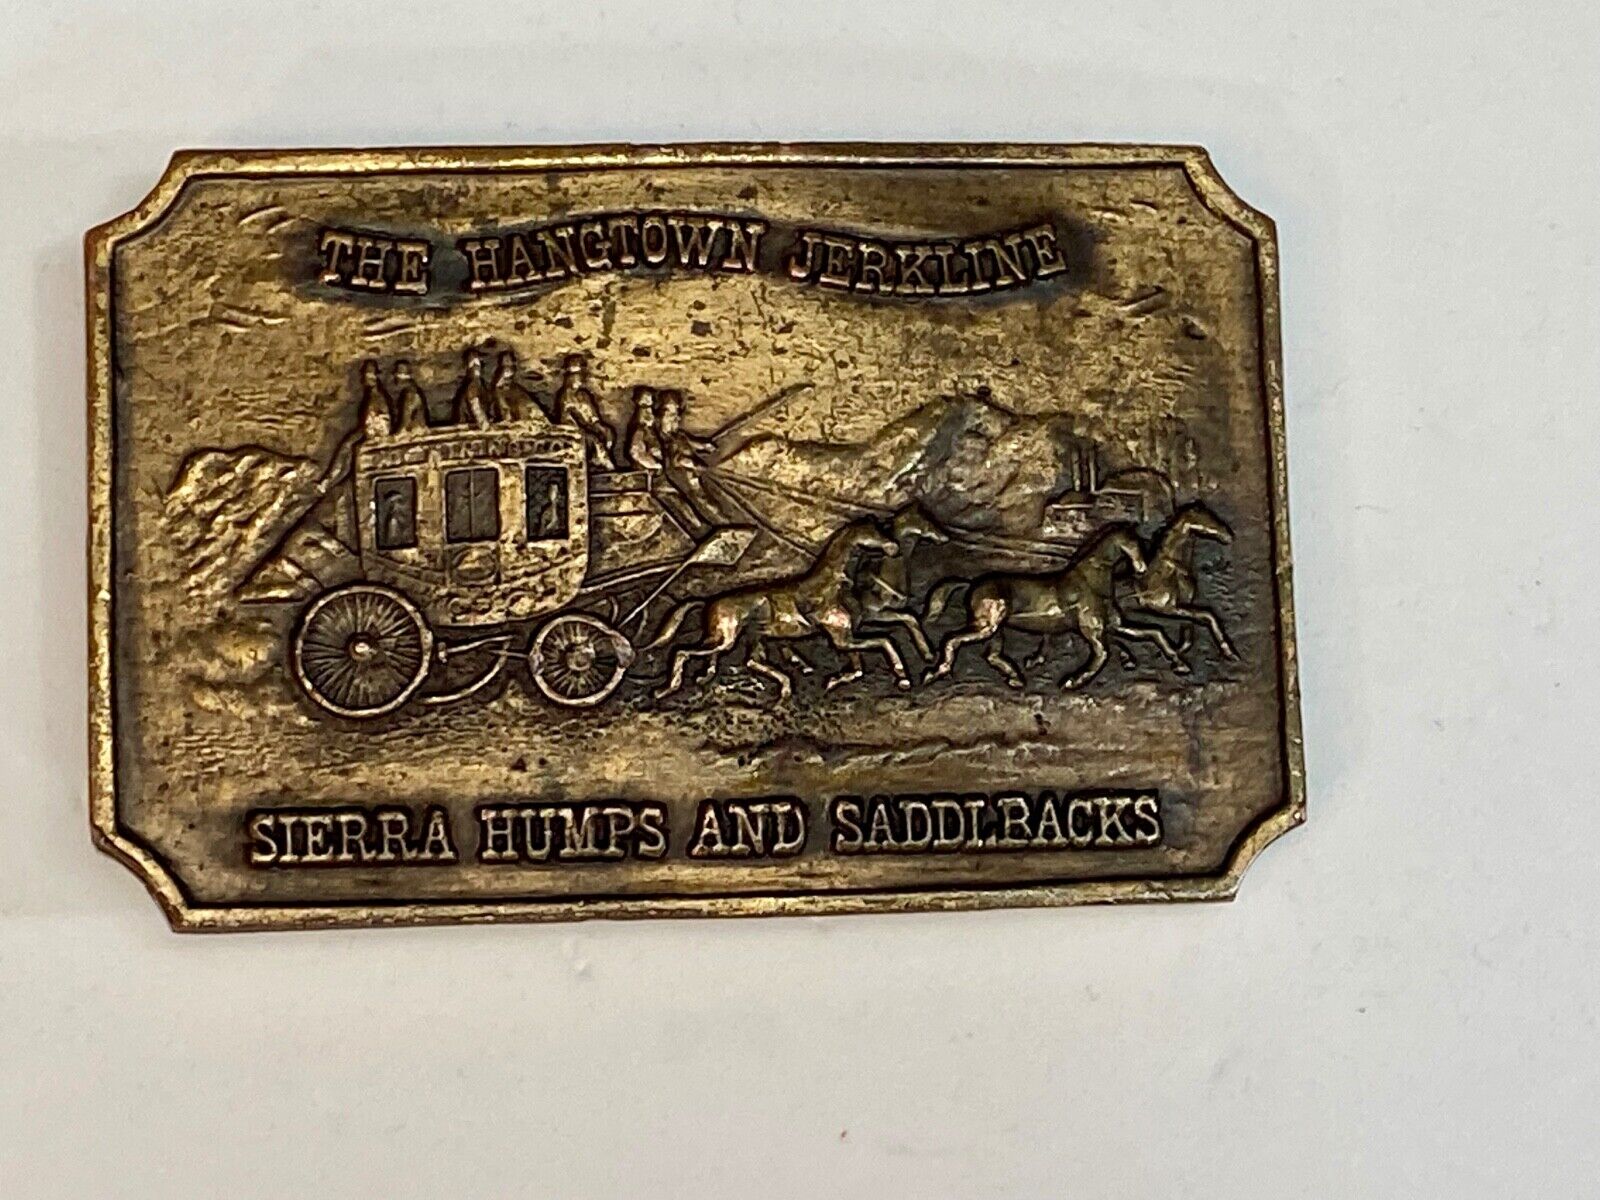 THE HANGTOWN JERKLINE
SIERRA HUMPS AND SADDLBACKS